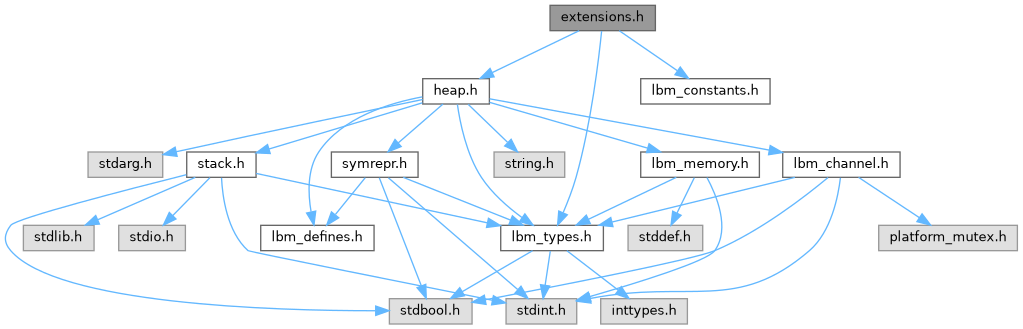 extensions.h
heap.h
lbm_constants.h
stdarg.h
stack.h
symrepr.h
string.h
lbm_memory.h
lbm_channel.h
stdlib.h
stdio.h
lbm_defines.h
lbm_types.h
stddef.h
platform_mutex.h
stdbool.h
stdint.h
inttypes.h